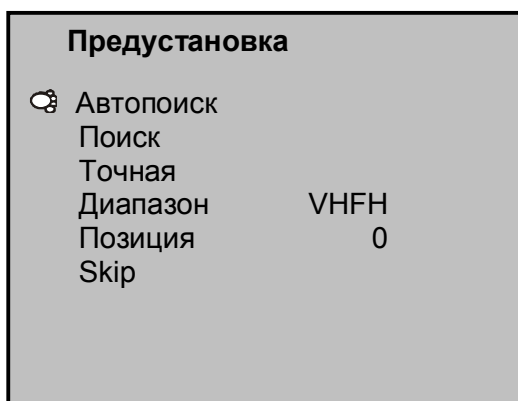 Предустановка
Автопоиск
Поиск
Точная
Диапазон VHFH
Позиция 0
Skip